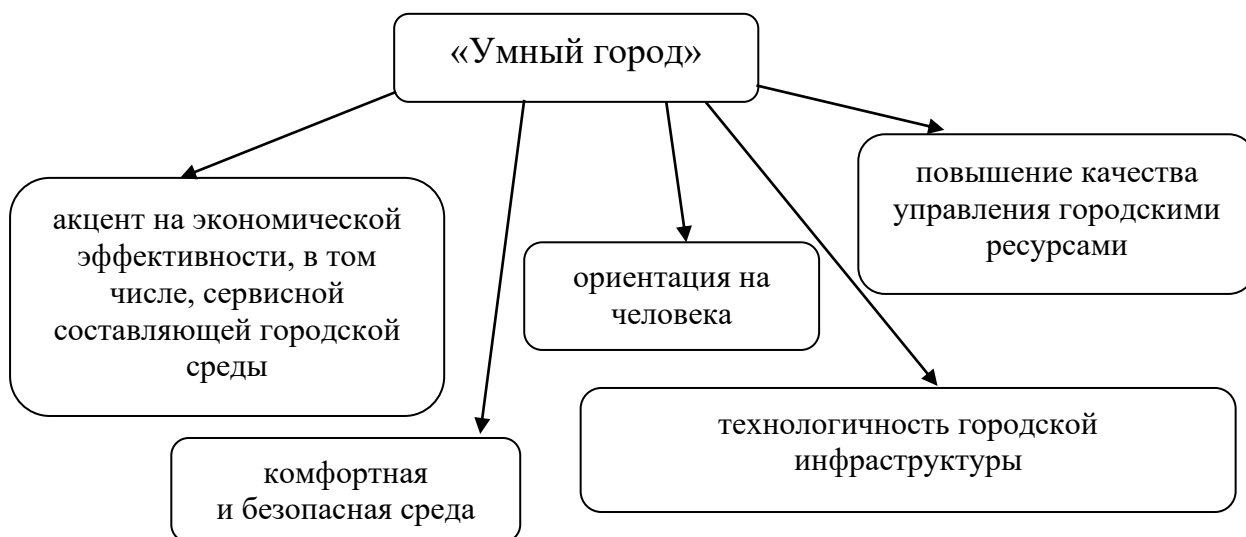 «Умный город»
акцент на экономической
эффективности, в том
числе, сервисной
составляющей городской
среды
комфортная
и безопасная среда
ориентация на
человека
технологичность городской
инфраструктуры
повышение качества
управления городскими
ресурсами